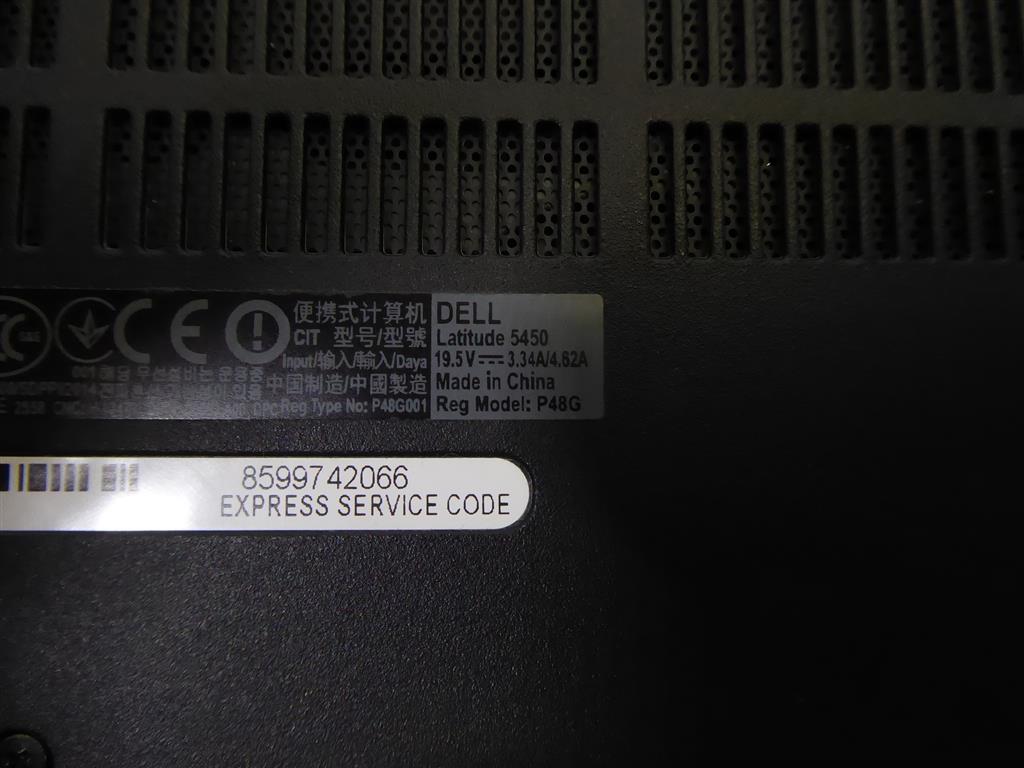 便携式计算机 DELL
CIT 型号/型號 Latitude 5450
Input/输入/輸入/Daya 19.5V⎓3.34A/4.62A
中国制造/中國製造 Made in China
Reg Type No: P48G001 Reg Model: P48G
8599742066
EXPRESS SERVICE CODE